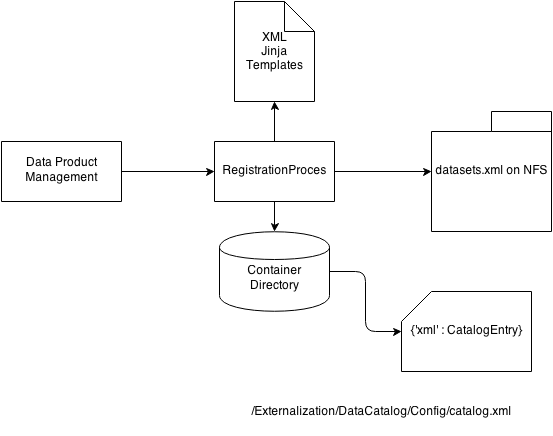 XML
Jinja
Templates
Data Product
Management
RegistrationProces
datasets.xml on NFS
Container
Directory
{'xml' : CatalogEntry}
/Externalization/DataCatalog/Config/catalog.xml